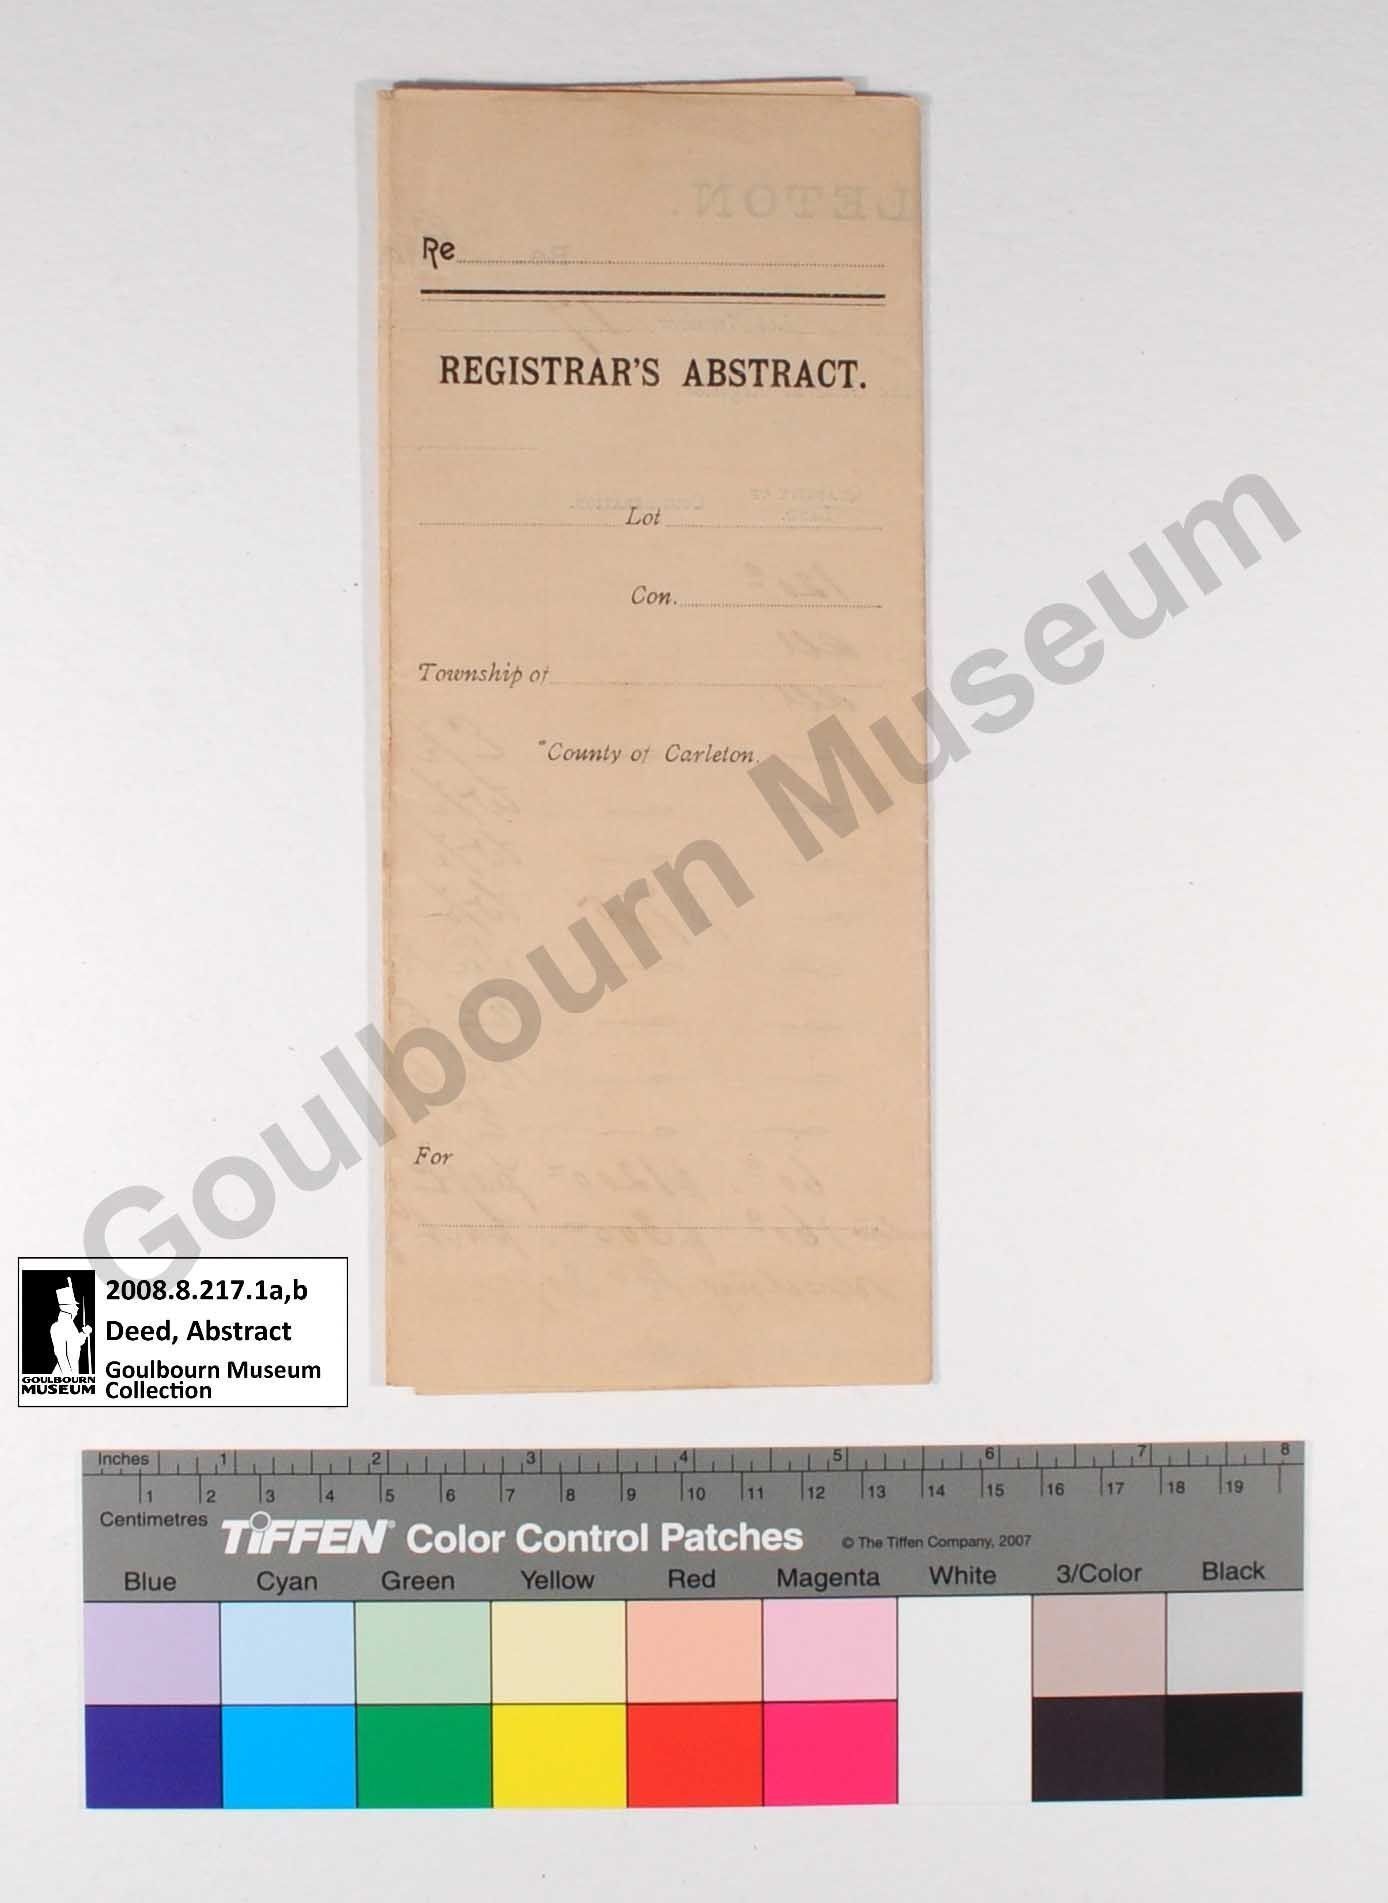 Re
REGISTRAR'S ABSTRACT.
Lot
Con.
Township of
County of Carleton.
For
Goulbourn Museum
2008.8.217.1a,b
Deed, Abstract
Goulbourn Museum
Collection
GOULBOURN
MUSEUM
Inches 1 2 3 4 5 6 7 8
1 2 3 4 5 6 7 8 9 10 11 12 13 14 15 16 17 18 19
Centimetres
TIFFEN® Color Control Patches © The Tiffen Company, 2007
Blue Cyan Green Yellow Red Magenta White 3/Color Black